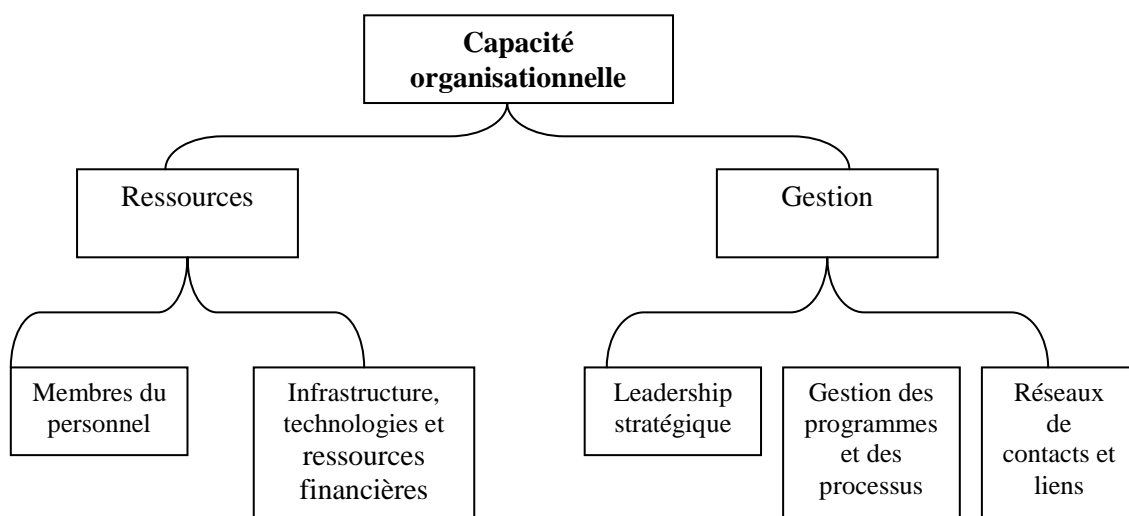 Capacité
organisationnelle
Ressources
Gestion
Membres du
personnel
Infrastructure,
technologies et
ressources
financières
Leadership
stratégique
Gestion des
programmes
et des
processus
Réseaux
de
contacts et
liens